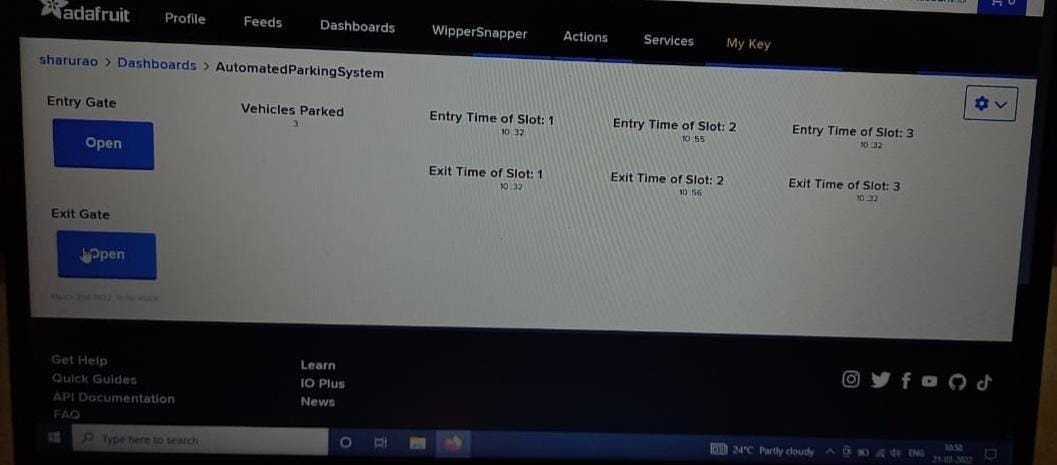 adafruit
Profile
Feeds
Dashboards
WipperSnapper
Actions
Services
My Key
sharurao > Dashboards > AutomatedParkingSystem
Entry Gate
Open
Vehicles Parked
3
Entry Time of Slot: 1
10:32
Entry Time of Slot: 2
10:55
Entry Time of Slot: 3
10:32
Exit Time of Slot: 1
10:32
Exit Time of Slot: 2
10:56
Exit Time of Slot: 3
10:32
Exit Gate
Open
Get Help
Quick Guides
API Documentation
FAQ
Learn
IO Plus
News
Type here to search
24°C Partly cloudy
ENG
10:58
21-03-2022